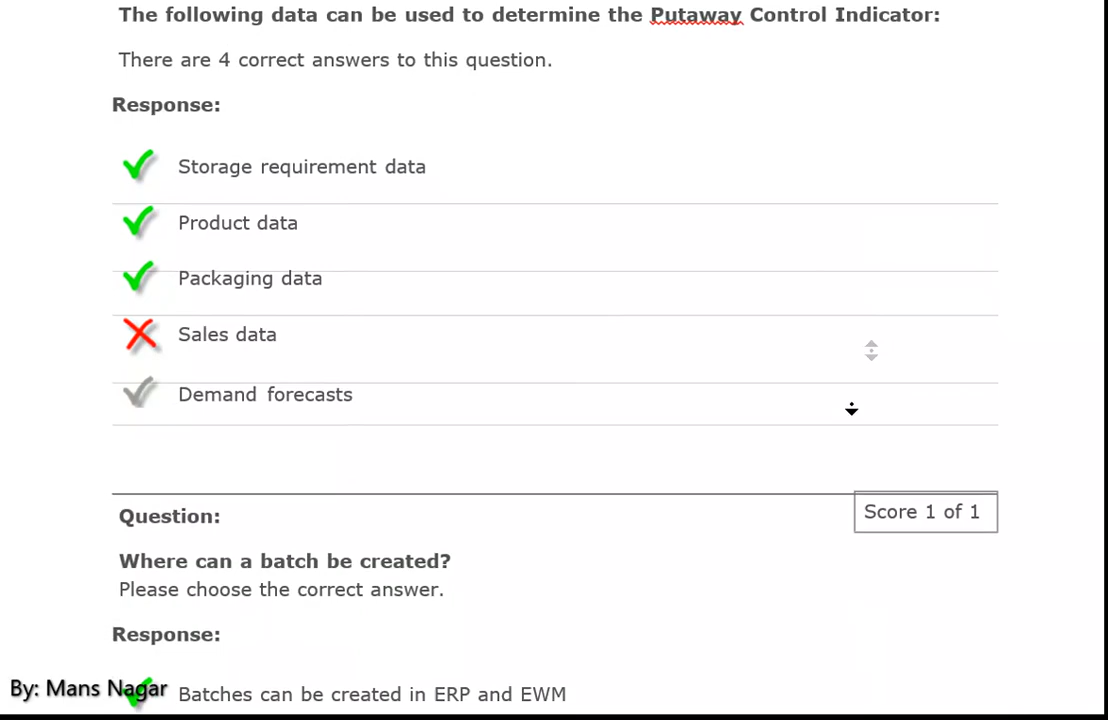 The following data can be used to determine the Putaway Control Indicator:
There are 4 correct answers to this question.
Response:
Storage requirement data
Product data
Packaging data
Sales data
Demand forecasts
Score 1 of 1
Question:
Where can a batch be created?
Please choose the correct answer.
Response:
By: Mans Nagar
Batches can be created in ERP and EWM